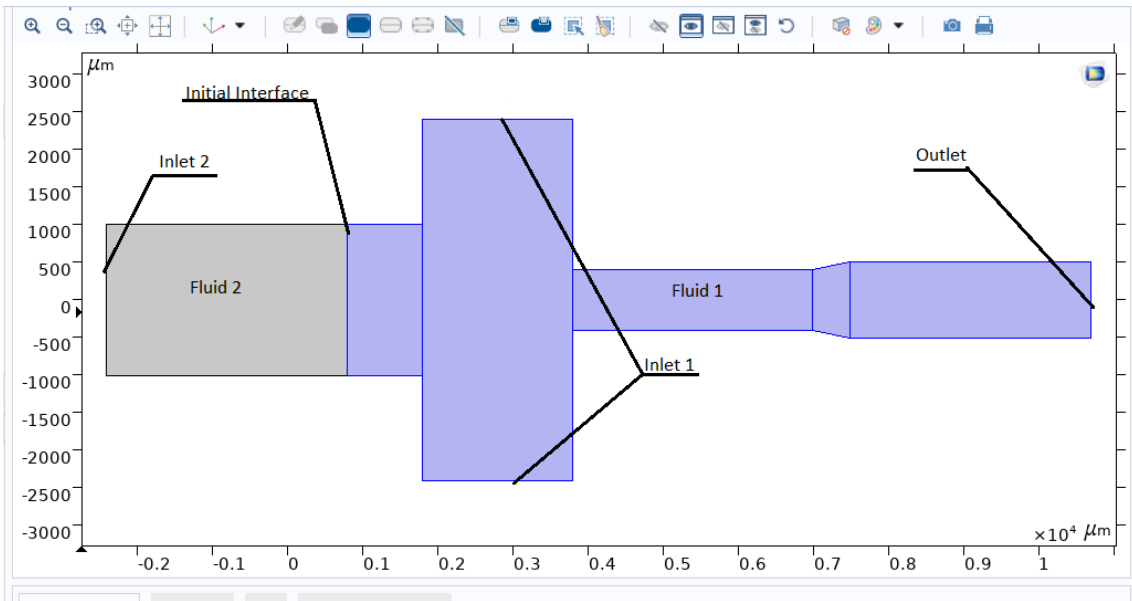 μm
3000
Initial Interface
2500
Inlet 2
Outlet
2000
1500
1000
500
Fluid 2
Fluid 1
0
-500
Inlet 1
-1000
-1500
-2000
-2500
-3000
×10⁴ μm
-0.2 -0.1 0 0.1 0.2 0.3 0.4 0.5 0.6 0.7 0.8 0.9 1